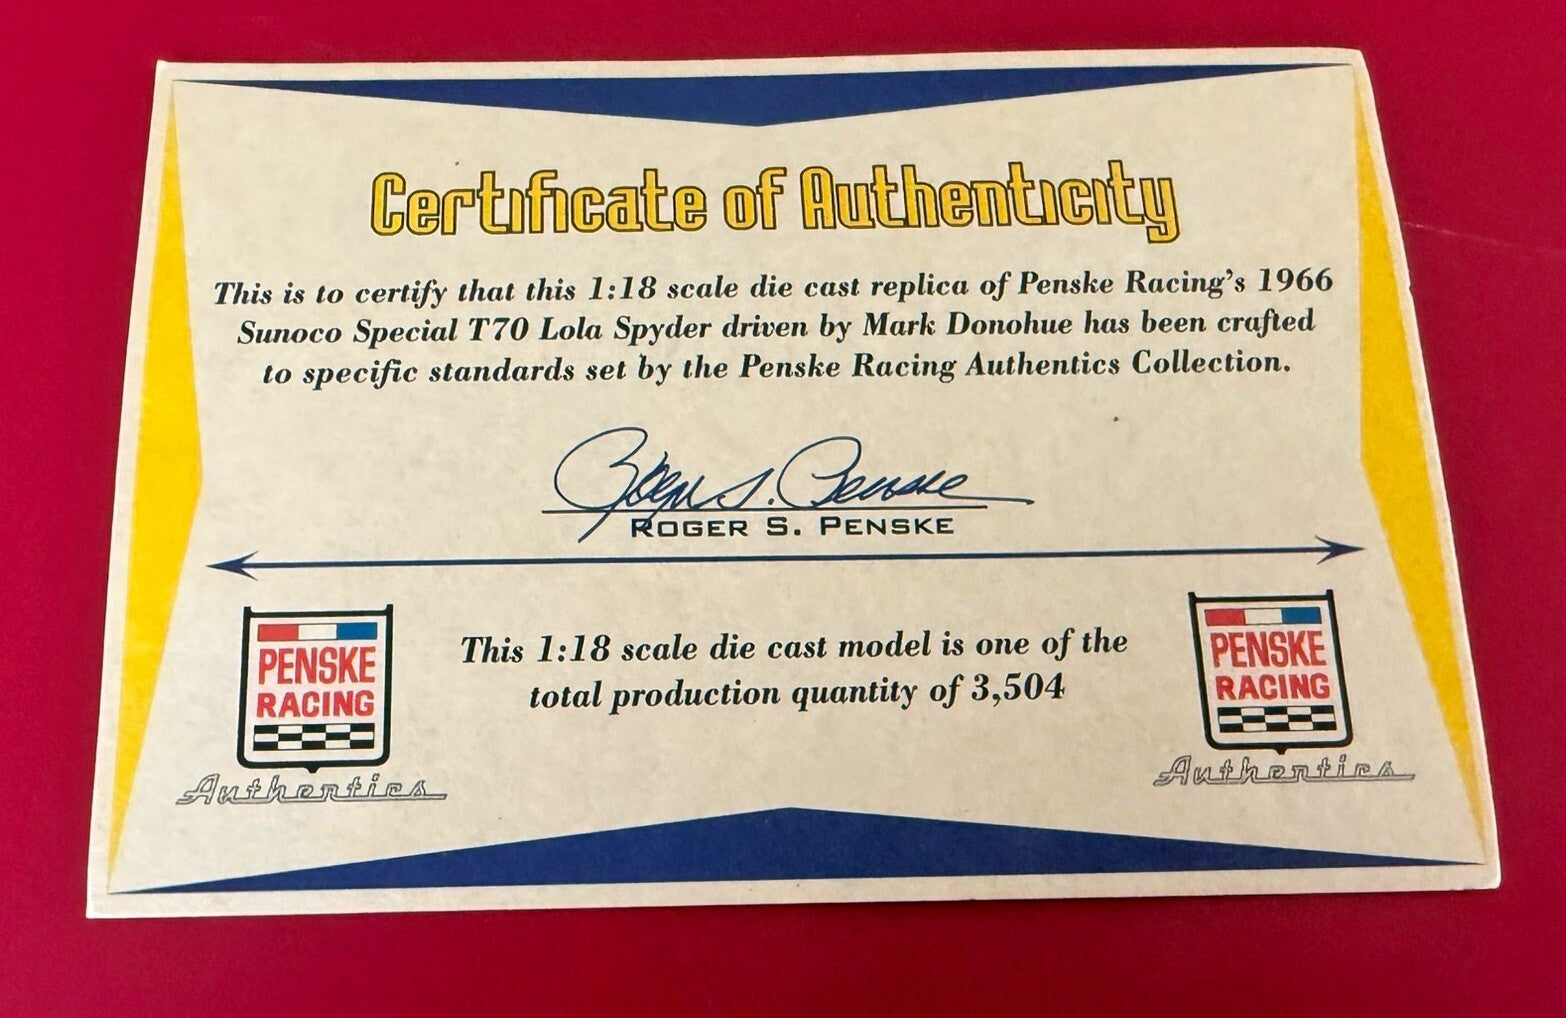 Certificate of Authenticity
This is to certify that this 1:18 scale die cast replica of Penske Racing's 1966
Sunoco Special T70 Lola Spyder driven by Mark Donohue has been crafted
to specific standards set by the Penske Racing Authentics Collection.
Roger S. Penske
ROGER S. PENSKE
PENSKE
RACING
Authentics
This 1:18 scale die cast model is one of the
total production quantity of 3,504
PENSKE
RACING
Authentics